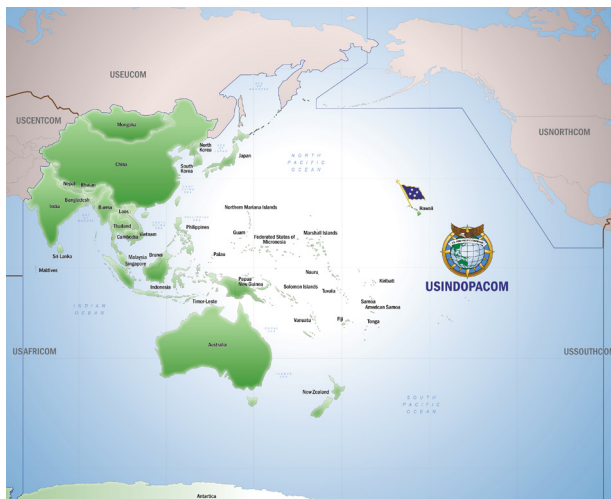 USEUCOM
USCENTCOM
USNORTHCOM
Mongolia
North
Korea
Japan
China
South
Korea
NORTH
PACIFIC
OCEAN
Nepal
Bhutan
Bangladesh
India
Burma
Laos
Hawaii
Northern Mariana Islands
Thailand
Vietnam
Philippines
Cambodia
Guam
Federated States of
Micronesia
Marshall Islands
Sri Lanka
Malaysia
Brunei
Palau
Singapore
Maldives
Nauru
Papua
New Guinea
Kiribati
USINDOPACOM
Indonesia
Solomon Islands
Tuvalu
Timor-Leste
Samoa
American Samoa
INDIAN
OCEAN
Vanuatu
Fiji
Tonga
USAFRICOM
Australia
USSOUTHCOM
New Zealand
SOUTH
PACIFIC
OCEAN
Antartica